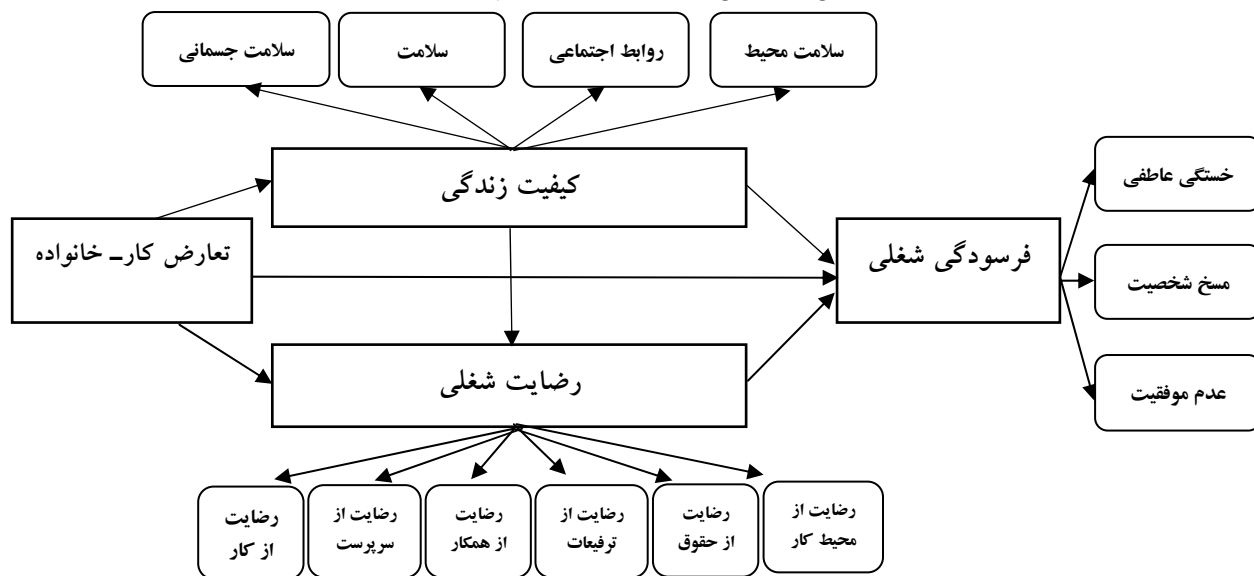 سلامت محیط
روابط اجتماعی
سلامت
سلامت جسمانی
کیفیت زندگی
خستگی عاطفی
تعارض کار– خانواده
فرسودگی شغلی
مسخ شخصیت
رضایت شغلی
عدم موفقیت
رضایت از
محیط کار
رضایت
از حقوق
رضایت از
ترفیعات
رضایت
از همکار
رضایت از
سرپرست
رضایت
از کار